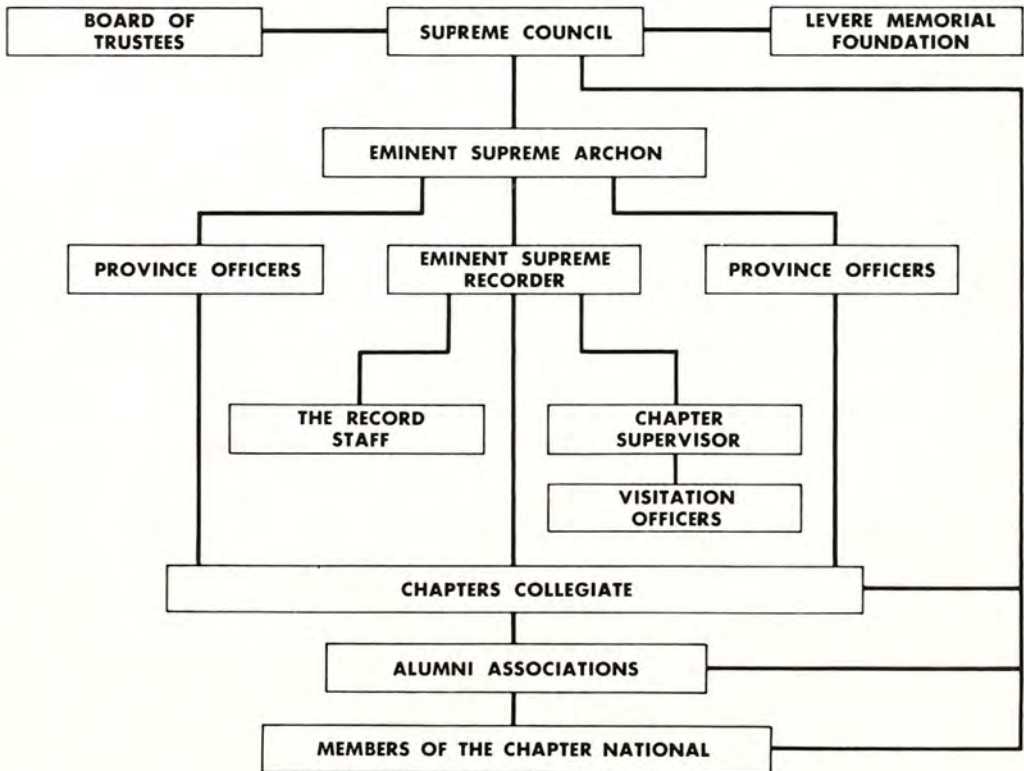 BOARD OF
TRUSTEES
SUPREME COUNCIL
LEVERE MEMORIAL
FOUNDATION
EMINENT SUPREME ARCHON
PROVINCE OFFICERS
EMINENT SUPREME
RECORDER
PROVINCE OFFICERS
THE RECORD
STAFF
CHAPTER
SUPERVISOR
VISITATION
OFFICERS
CHAPTERS COLLEGIATE
ALUMNI ASSOCIATIONS
MEMBERS OF THE CHAPTER NATIONAL